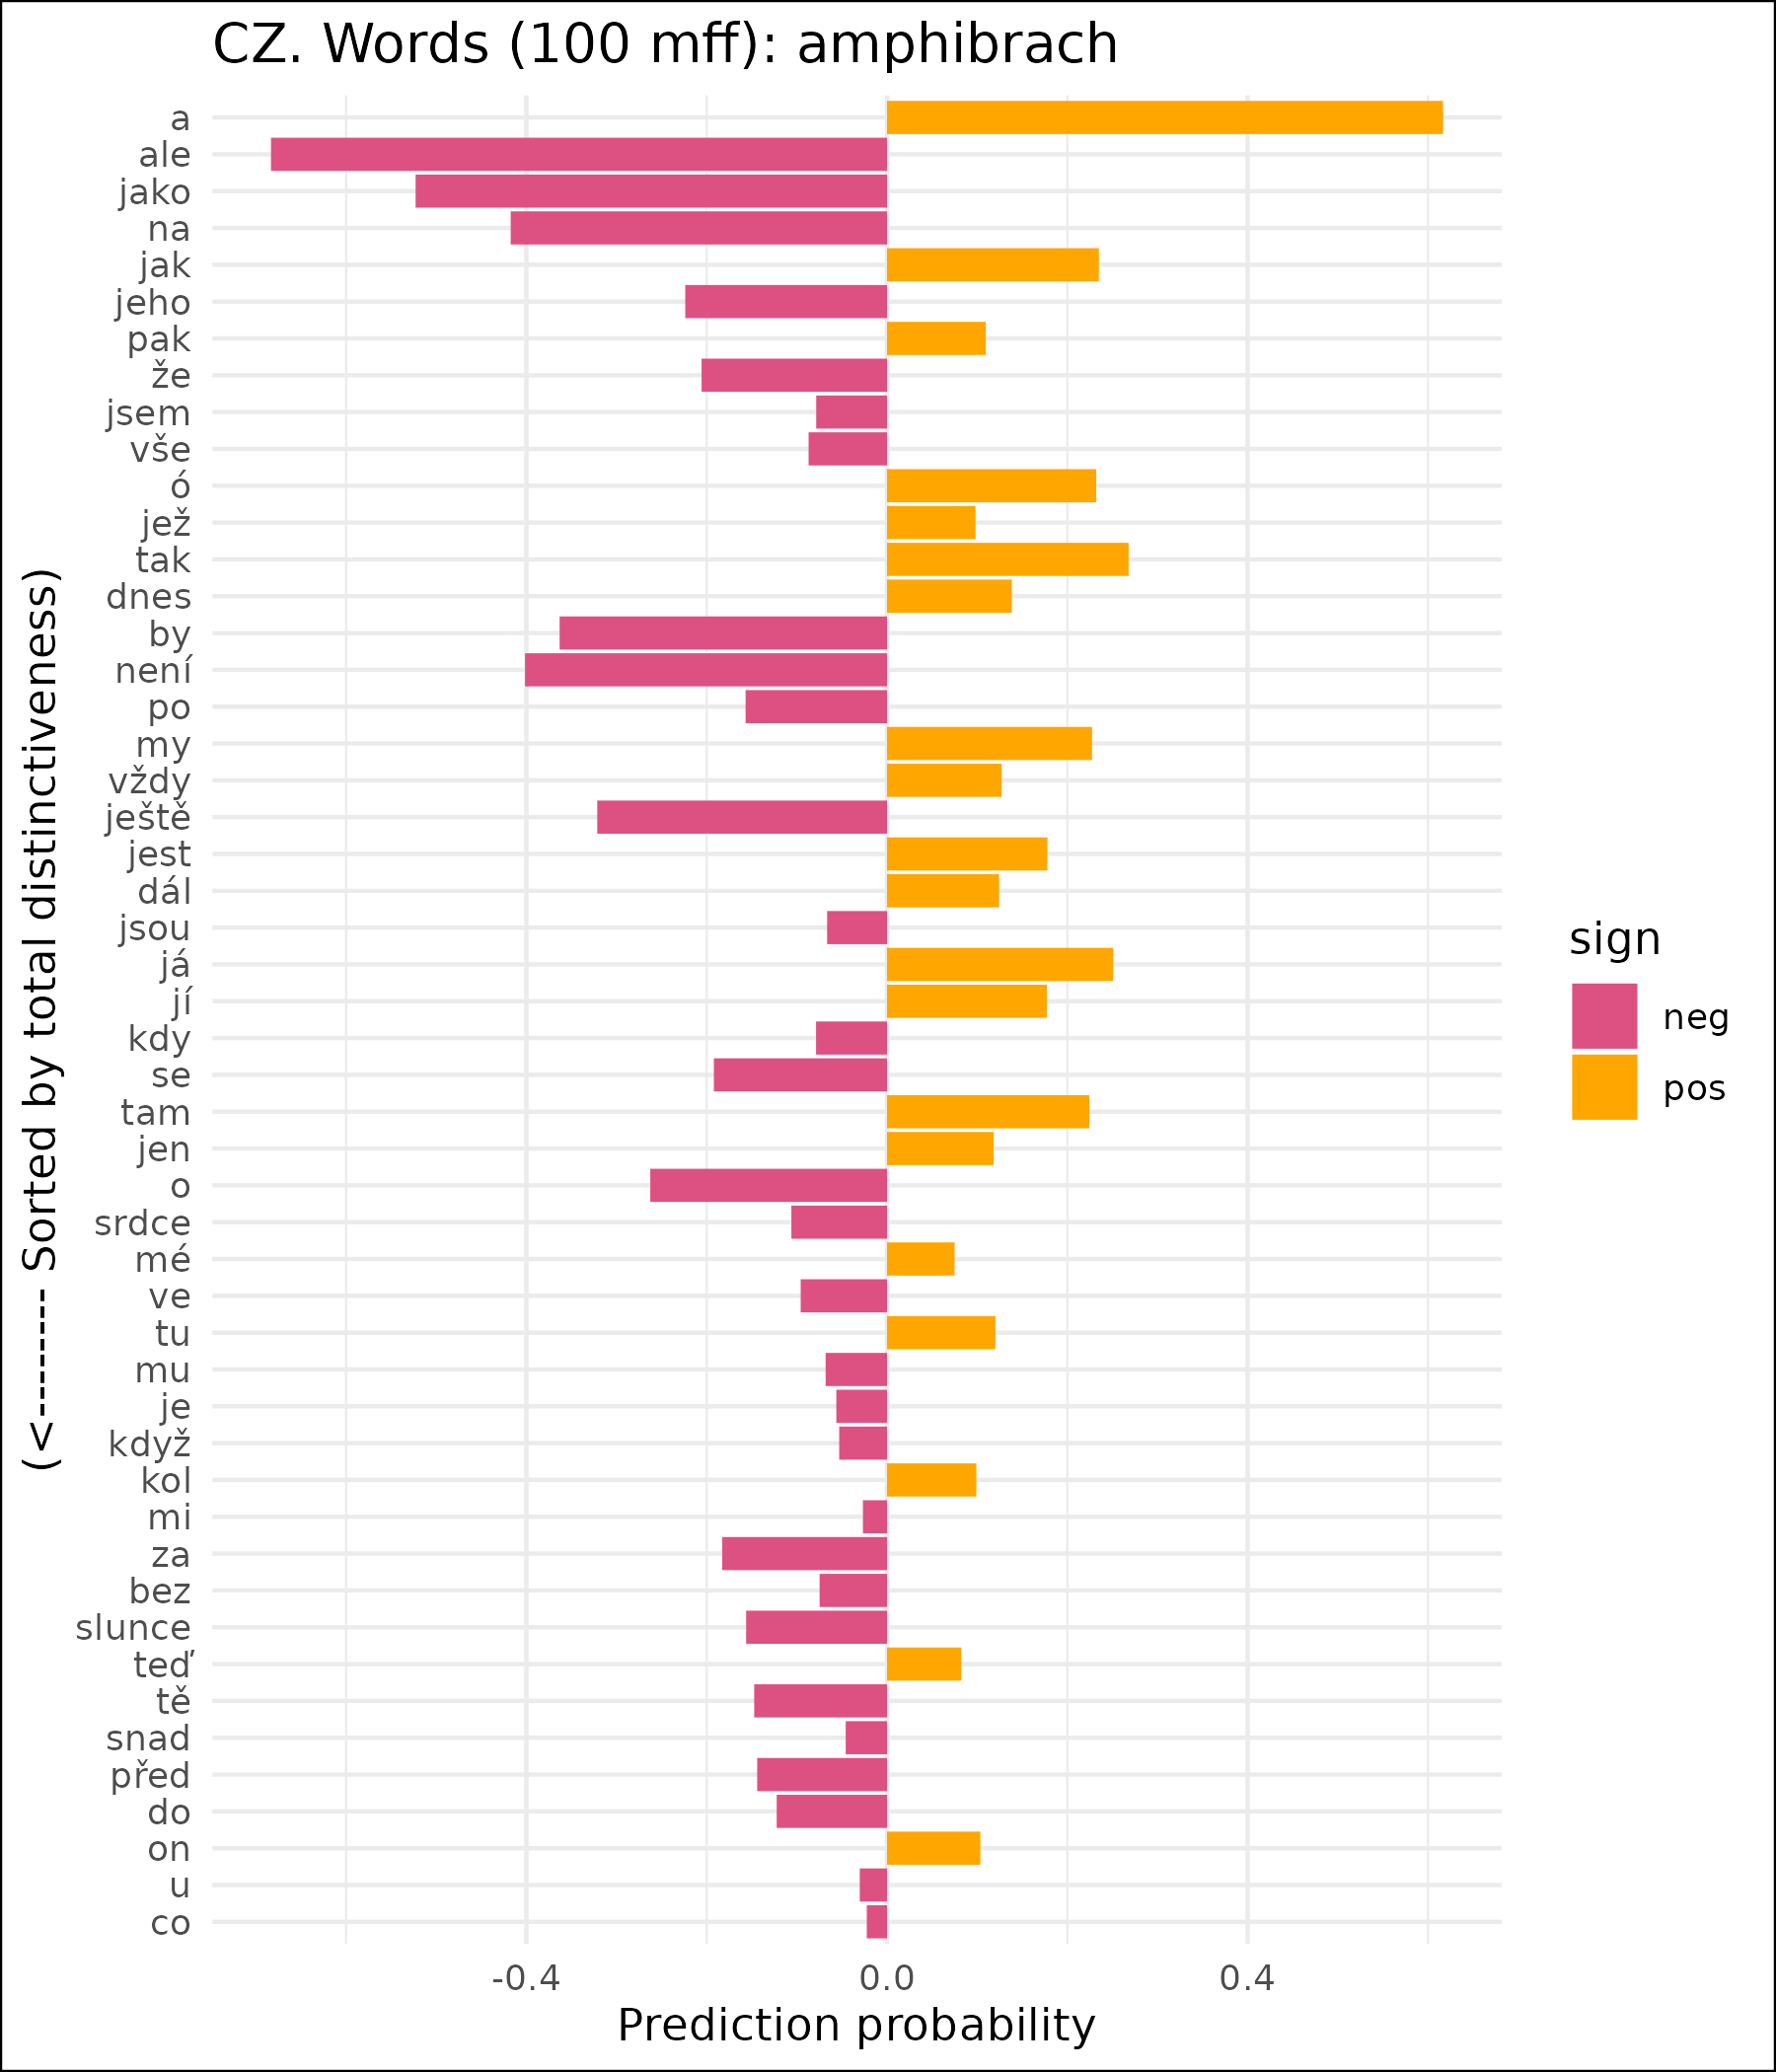 CZ. Words (100 mff): amphibrach
(<--------- Sorted by total distinctiveness)
a
ale
jako
na
jak
jeho
pak
že
jsem
vše
ó
jež
tak
dnes
by
není
po
my
vždy
ještě
jest
dál
jsou
já
jí
kdy
se
tam
jen
o
srdce
mé
ve
tu
mu
je
když
kol
mi
za
bez
slunce
teď
tě
snad
před
do
on
u
co
-0.4 0.0 0.4
Prediction probability
sign
neg
pos